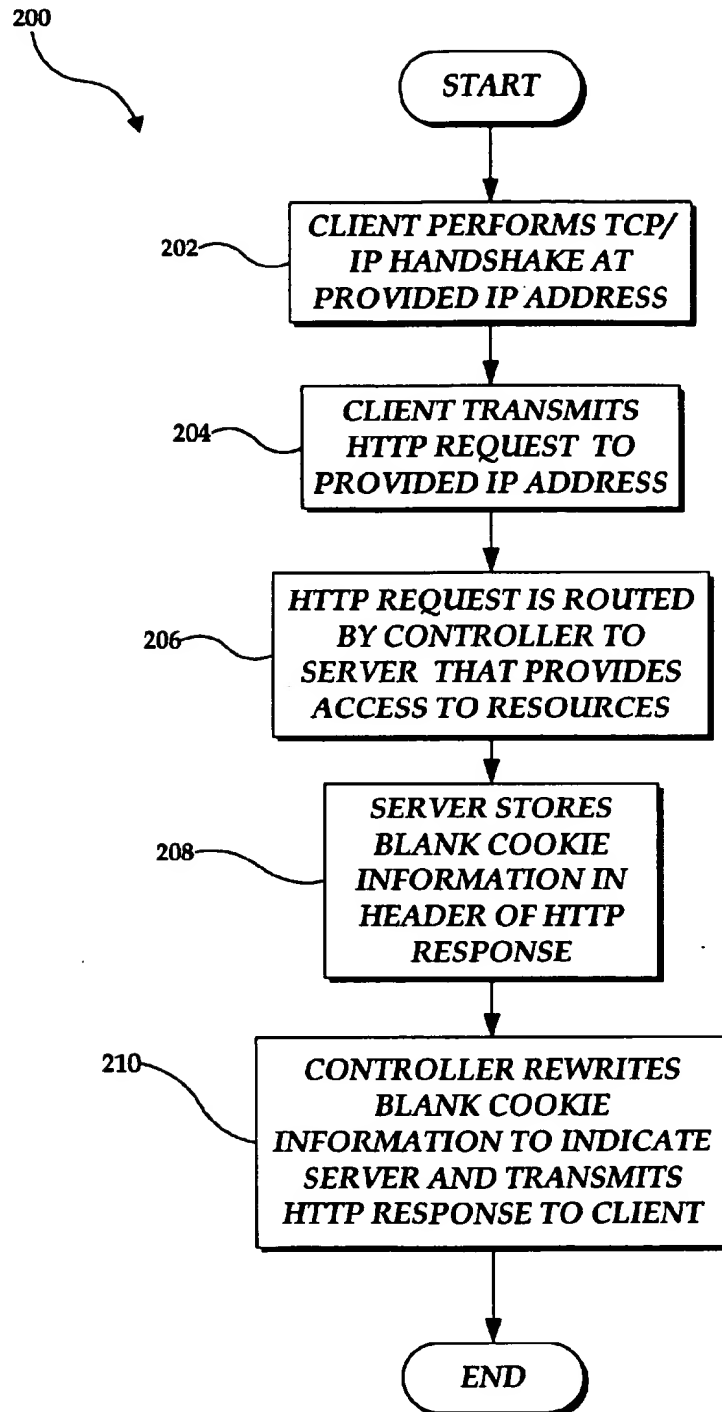 200
START
202
CLIENT PERFORMS TCP/
IP HANDSHAKE AT
PROVIDED IP ADDRESS
204
CLIENT TRANSMITS
HTTP REQUEST TO
PROVIDED IP ADDRESS
206
HTTP REQUEST IS ROUTED
BY CONTROLLER TO
SERVER THAT PROVIDES
ACCESS TO RESOURCES
208
SERVER STORES
BLANK COOKIE
INFORMATION IN
HEADER OF HTTP
RESPONSE
210
CONTROLLER REWRITES
BLANK COOKIE
INFORMATION TO INDICATE
SERVER AND TRANSMITS
HTTP RESPONSE TO CLIENT
END